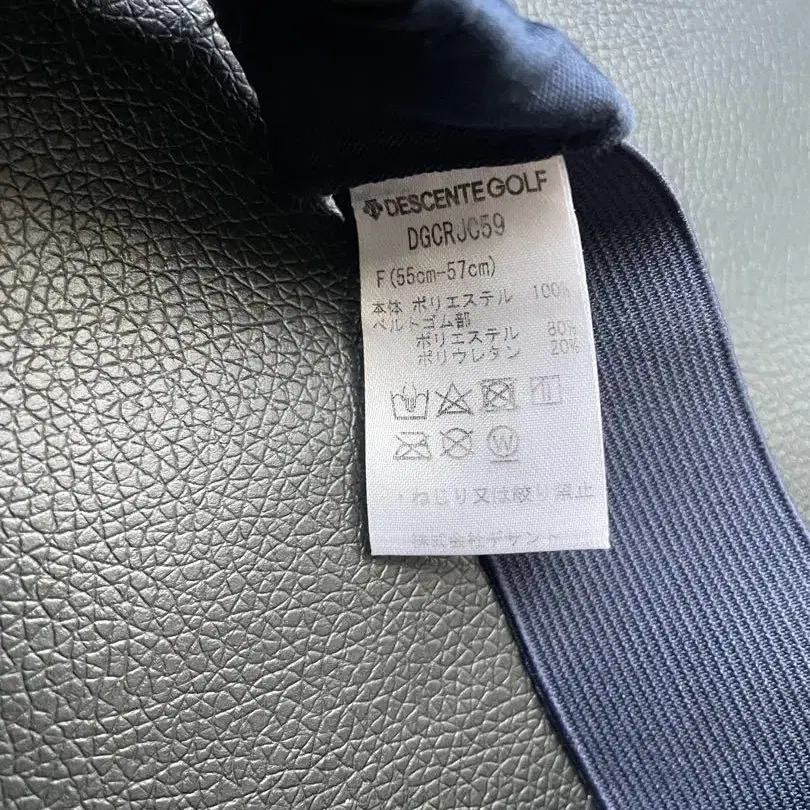 DESCENTE GOLF
DGCRJC59
F(55cm-57cm)
本体 ポリエステル 100%
ベルトゴム部
ポリエステル 80%
ポリウレタン 20%
W
・ねじり又は絞り禁止
株式会社デサント